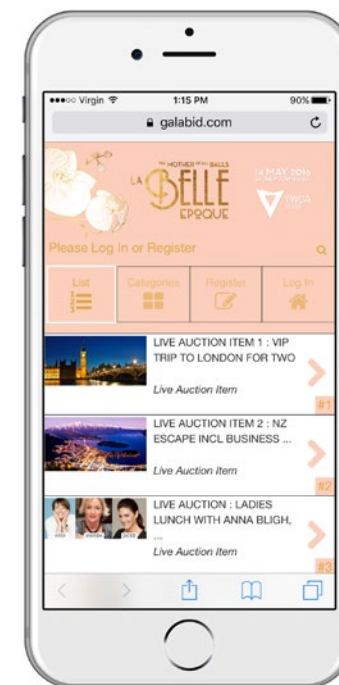 Virgin 1:15 PM 90%
galabid.com
THE MOTHER OF ALL BALLS
LA BELLE
EPOQUE
14 MAY 2016
YWCA
Please Log In or Register
List Categories Register Log In
LIVE AUCTION ITEM 1 : VIP
TRIP TO LONDON FOR TWO
Live Auction Item
#1
LIVE AUCTION ITEM 2 : NZ
ESCAPE INCL BUSINESS ...
Live Auction Item
#2
LIVE AUCTION : LADIES
LUNCH WITH ANNA BLIGH,
...
Live Auction Item
#3